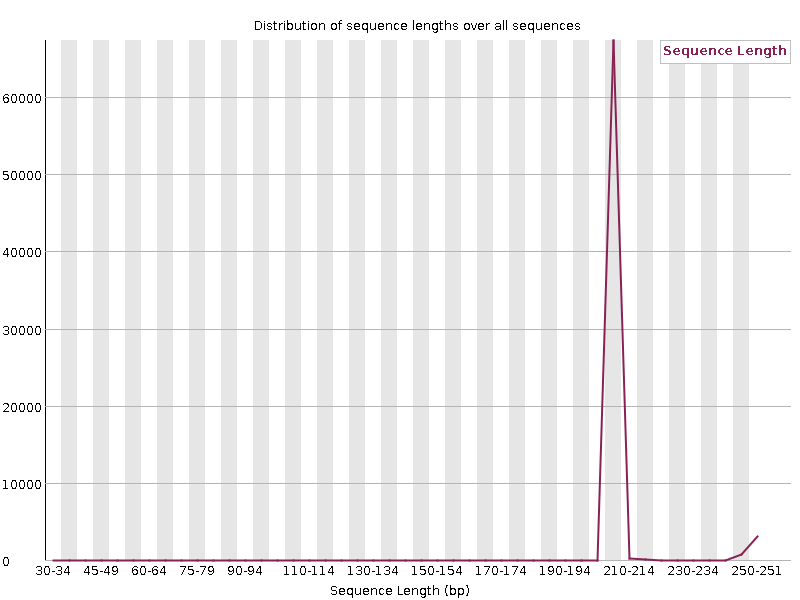 Distribution of sequence lengths over all sequences
Sequence Length
60000
50000
40000
30000
20000
10000
0
30-34 45-49 60-64 75-79 90-94 110-114 130-134 150-154 170-174 190-194 210-214 230-234 250-251
Sequence Length (bp)